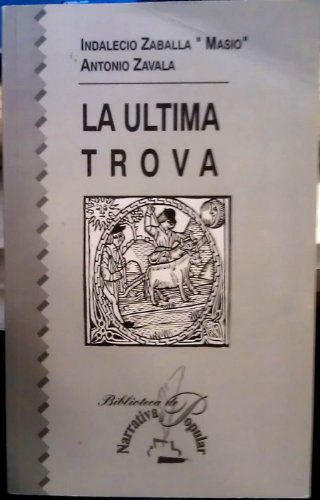 INDALECIO ZABALLA " MASIO"
ANTONIO ZAVALA
LA ULTIMA
TROVA
Biblioteca de
Narrativa Popular